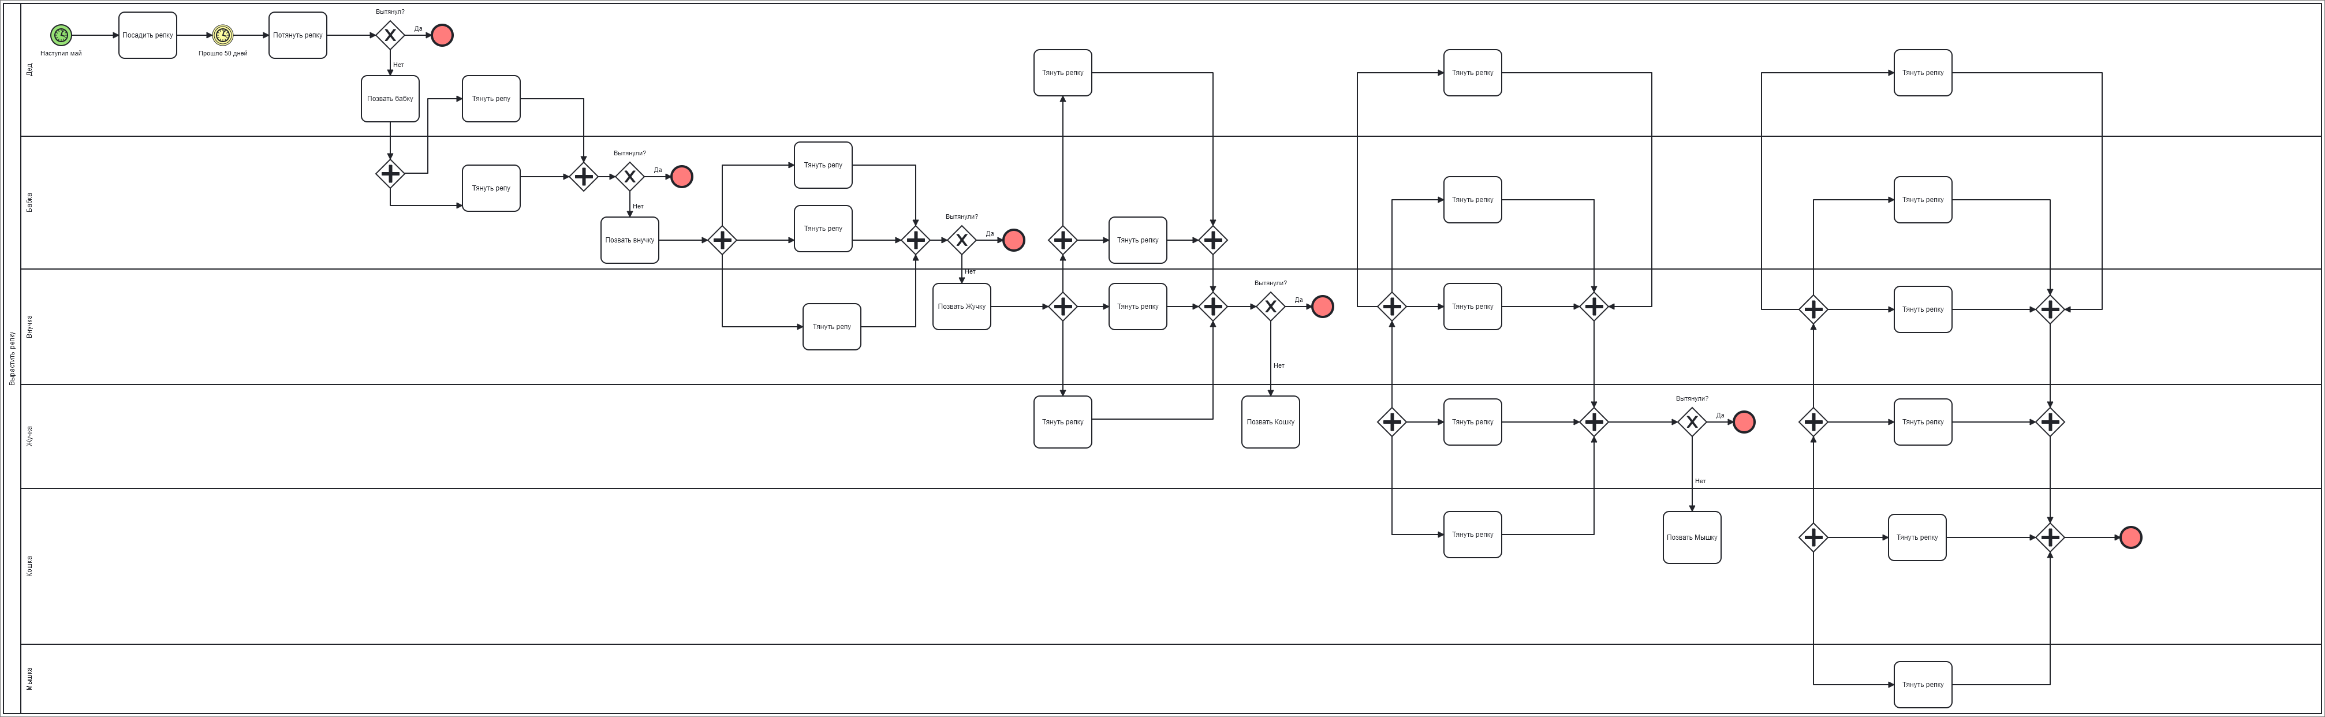 Вырастить репку
Дед
Наступил май
Посадить репку
Прошло 50 дней
Потянуть репку
Вытянул?
Да
Нет
Позвать бабку
Тянуть репу
Тянуть репку
Тянуть репку
Тянуть репку
Бабка
Тянуть репу
Вытянули?
Да
Нет
Позвать внучку
Тянуть репу
Тянуть репу
Вытянули?
Да
Нет
Тянуть репку
Тянуть репку
Тянуть репку
Внучка
Тянуть репу
Позвать Жучку
Тянуть репку
Вытянули?
Да
Нет
Тянуть репку
Тянуть репку
Жучка
Тянуть репку
Позвать Кошку
Тянуть репку
Вытянули?
Да
Нет
Тянуть репку
Кошка
Тянуть репку
Позвать Мышку
Тянуть репку
Мышка
Тянуть репку